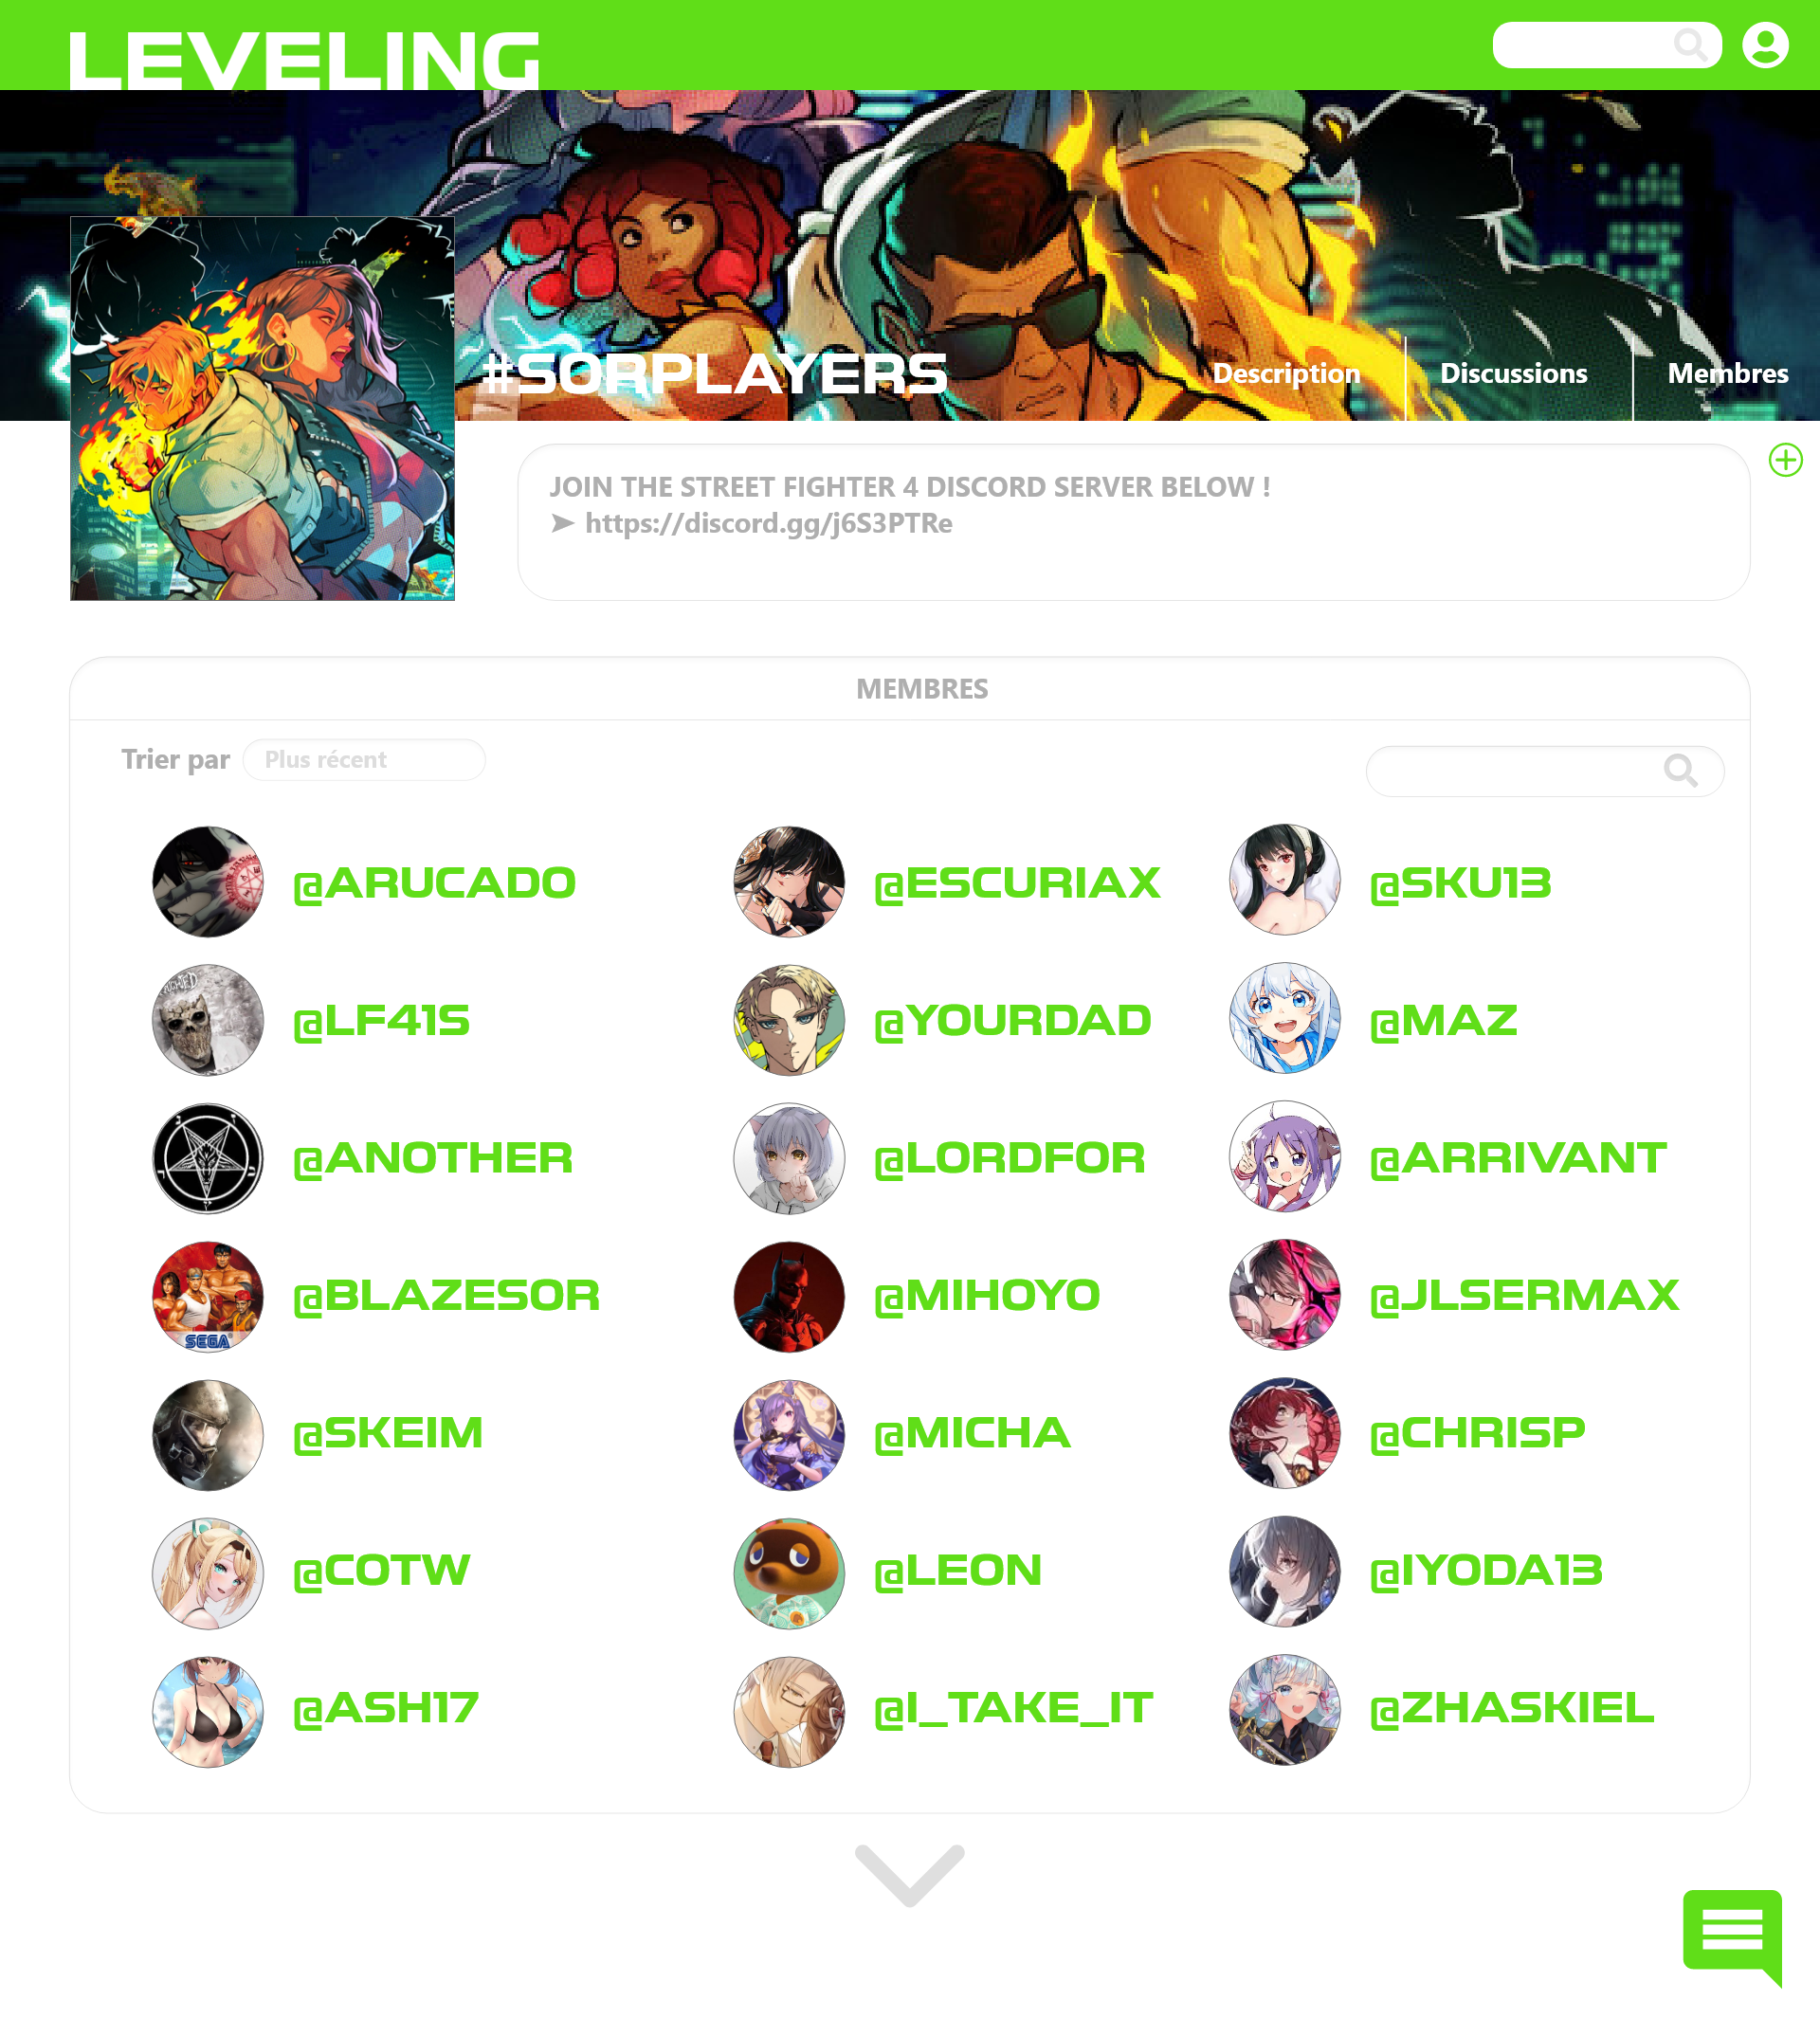 LEVELING
#SORPLAYERS
Description
Discussions
Membres
JOIN THE STREET FIGHTER 4 DISCORD SERVER BELOW !
➤ https://discord.gg/j6S3PTRe
MEMBRES
Trier par
Plus récent
@ARUCADO
@ESCURIAX
@SKU13
@LF41S
@YOURDAD
@MAZ
@ANOTHER
@LORDFOR
@ARRIVANT
@BLAZESOR
SEGA
@MIHOYO
@JLSERMAX
@SKEIM
@MICHA
@CHRISP
@COTW
@LEON
@IYODA13
@ASH17
@I_TAKE_IT
@ZHASKIEL